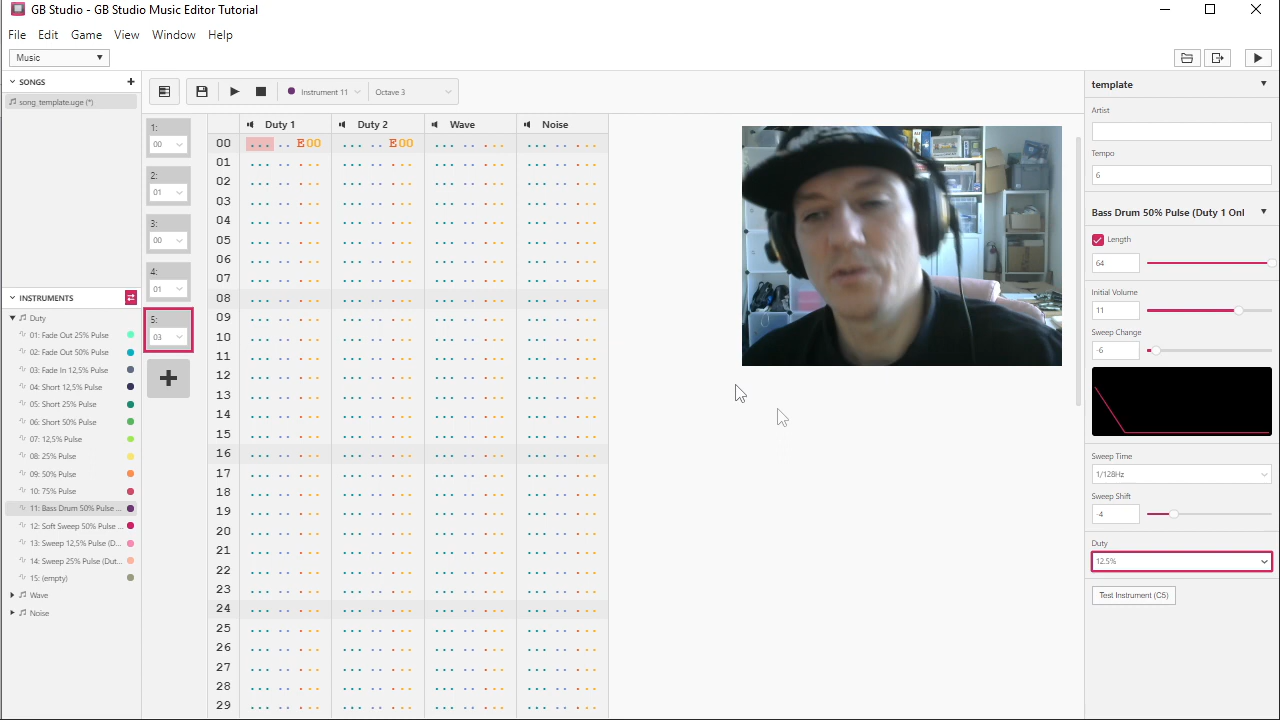 GB Studio - GB Studio Music Editor Tutorial
File Edit Game View Window Help
Music
SONGS
song_template.uge (*)
Instrument 11 Octave 3
template
Artist
Tempo
6
1:
00
2:
01
3:
00
4:
01
5:
03
Duty 1 Duty 2 Wave Noise
00 ... .. E00 ... .. E00 ... .. ... ... .. ...
01 ... .. ... ... .. ... ... .. ... ... .. ...
02 ... .. ... ... .. ... ... .. ... ... .. ...
03 ... .. ... ... .. ... ... .. ... ... .. ...
04 ... .. ... ... .. ... ... .. ... ... .. ...
05 ... .. ... ... .. ... ... .. ... ... .. ...
06 ... .. ... ... .. ... ... .. ... ... .. ...
07 ... .. ... ... .. ... ... .. ... ... .. ...
08 ... .. ... ... .. ... ... .. ... ... .. ...
09 ... .. ... ... .. ... ... .. ... ... .. ...
10 ... .. ... ... .. ... ... .. ... ... .. ...
11 ... .. ... ... .. ... ... .. ... ... .. ...
12 ... .. ... ... .. ... ... .. ... ... .. ...
13 ... .. ... ... .. ... ... .. ... ... .. ...
14 ... .. ... ... .. ... ... .. ... ... .. ...
15 ... .. ... ... .. ... ... .. ... ... .. ...
16 ... .. ... ... .. ... ... .. ... ... .. ...
17 ... .. ... ... .. ... ... .. ... ... .. ...
18 ... .. ... ... .. ... ... .. ... ... .. ...
19 ... .. ... ... .. ... ... .. ... ... .. ...
20 ... .. ... ... .. ... ... .. ... ... .. ...
21 ... .. ... ... .. ... ... .. ... ... .. ...
22 ... .. ... ... .. ... ... .. ... ... .. ...
23 ... .. ... ... .. ... ... .. ... ... .. ...
24 ... .. ... ... .. ... ... .. ... ... .. ...
25 ... .. ... ... .. ... ... .. ... ... .. ...
26 ... .. ... ... .. ... ... .. ... ... .. ...
27 ... .. ... ... .. ... ... .. ... ... .. ...
28 ... .. ... ... .. ... ... .. ... ... .. ...
29 ... .. ... ... .. ... ... .. ... ... .. ...
INSTRUMENTS
Duty
01: Fade Out 25% Pulse
02: Fade Out 50% Pulse
03: Fade In 12,5% Pulse
04: Short 12,5% Pulse
05: Short 25% Pulse
06: Short 50% Pulse
07: 12,5% Pulse
08: 25% Pulse
09: 50% Pulse
10: 75% Pulse
11: Bass Drum 50% Pulse ...
12: Soft Sweep 50% Pulse ...
13: Sweep 12,5% Pulse (D...
14: Sweep 25% Pulse (Dut...
15: (empty)
Wave
Noise
Bass Drum 50% Pulse (Duty 1 Onl
Length
64
Initial Volume
11
Sweep Change
-6
Sweep Time
1/128Hz
Sweep Shift
-4
Duty
12.5%
Test Instrument (C5)